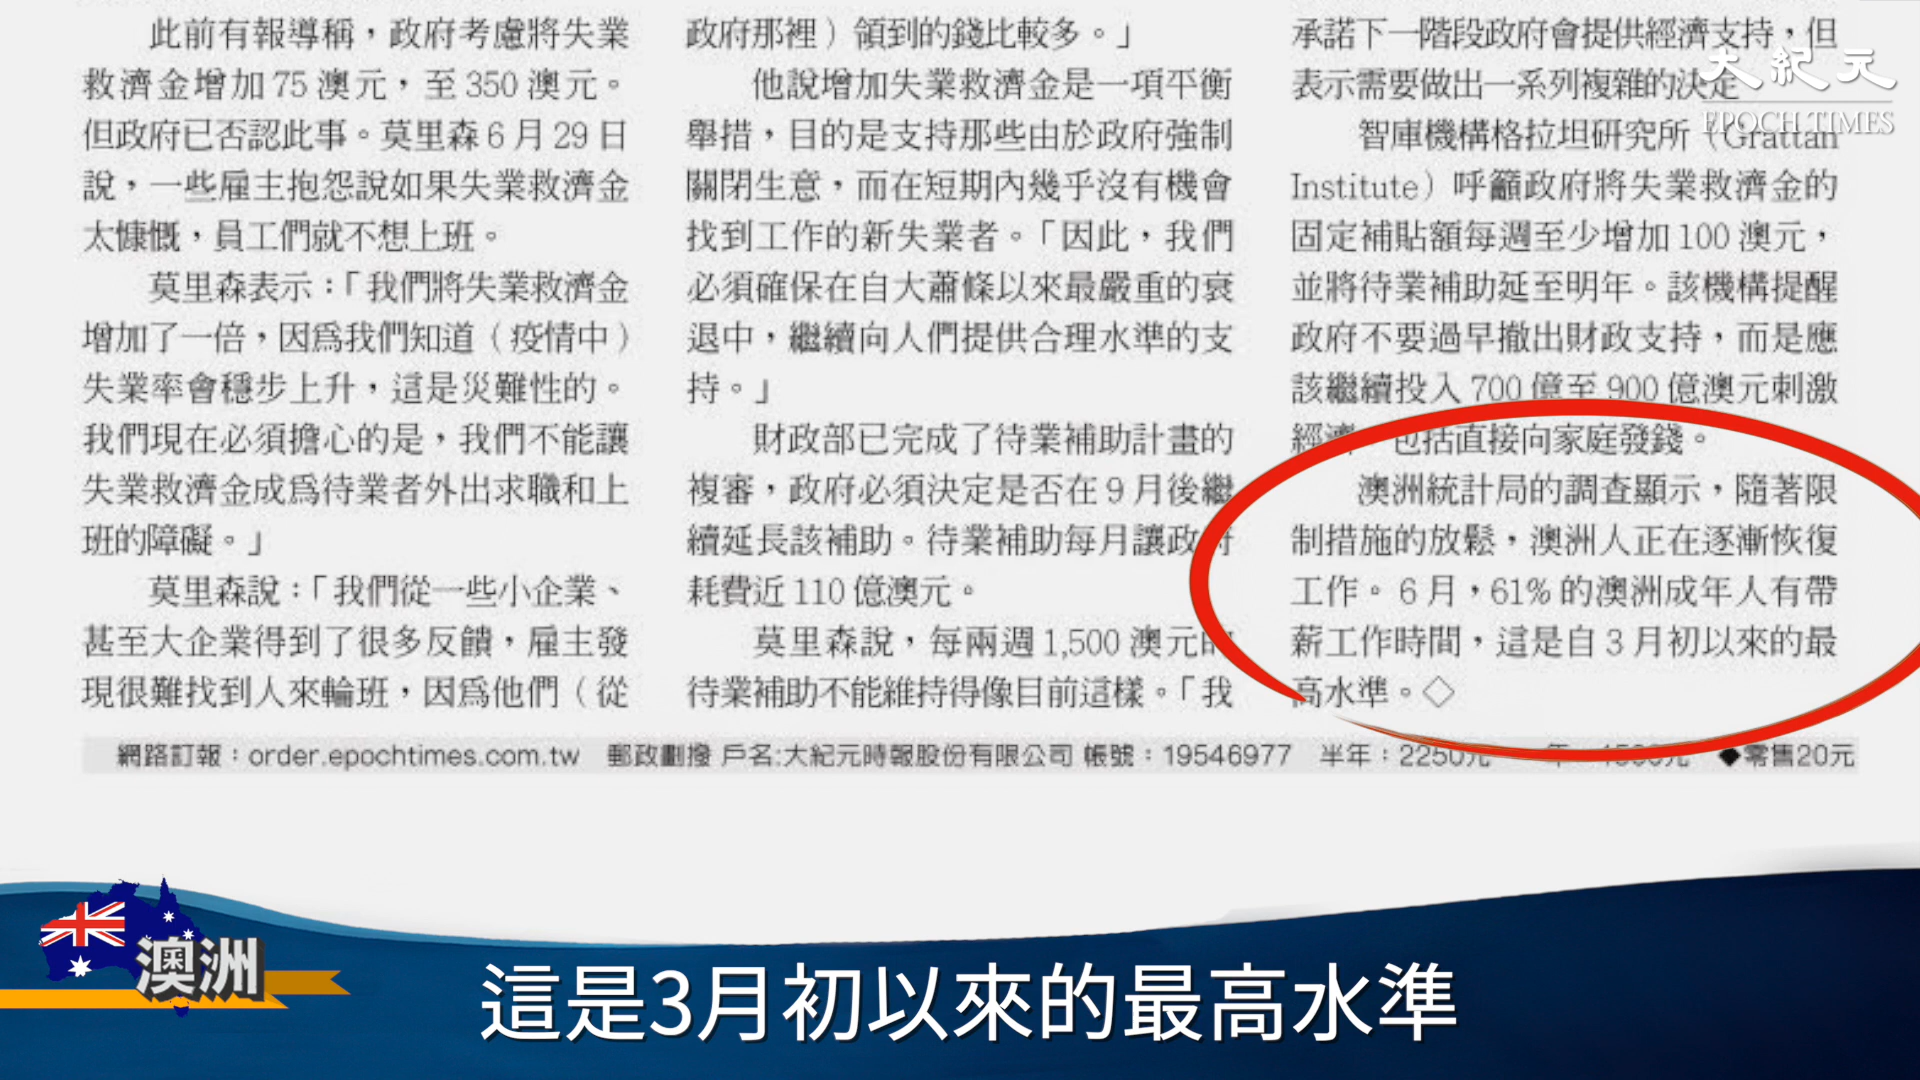 此前有報導稱，政府考慮將失業
救濟金增加75澳元，至350澳元。
但政府已否認此事。莫里森6月29日
說，一些雇主抱怨說如果失業救濟金
太慷慨，員工們就不想上班。
莫里森表示：「我們將失業救濟金
增加了一倍，因爲我們知道（疫情中）
失業率會穩步上升，這是災難性的。
我們現在必須擔心的是，我們不能讓
失業救濟金成爲待業者外出求職和上
班的障礙。」
莫里森說：「我們從一些小企業、
甚至大企業得到了很多反饋，雇主發
現很難找到人來輪班，因爲他們（從
政府那裡）領到的錢比較多。」
他說增加失業救濟金是一項平衡
舉措，目的是支持那些由於政府強制
關閉生意，而在短期內幾乎沒有機會
找到工作的新失業者。「因此，我們
必須確保在自大蕭條以來最嚴重的衰
退中，繼續向人們提供合理水準的支
持。」
財政部已完成了待業補助計畫的
複審，政府必須決定是否在9月後繼
續延長該補助。待業補助每月讓政府
耗費近110億澳元。
莫里森說，每兩週1,500澳元的
待業補助不能維持得像目前這樣。「我
承諾下一階段政府會提供經濟支持，但
表示需要做出一系列複雜的決定
智庫機構格拉坦研究所（Grattan
Institute）呼籲政府將失業救濟金的
固定補貼額每週至少增加100澳元，
並將待業補助延至明年。該機構提醒
政府不要過早撤出財政支持，而是應
該繼續投入700億至900億澳元刺激
經濟 包括直接向家庭發錢。
澳洲統計局的調查顯示，隨著限
制措施的放鬆，澳洲人正在逐漸恢復
工作。6月，61%的澳洲成年人有帶
薪工作時間，這是自3月初以來的最
高水準。◇
大紀元
EPOCH TIMES
網路訂報：order.epochtimes.com.tw 郵政劃撥 戶名:大紀元時報股份有限公司 帳號：19546977 半年：2250元 ◆零售20元
澳洲
這是3月初以來的最高水準